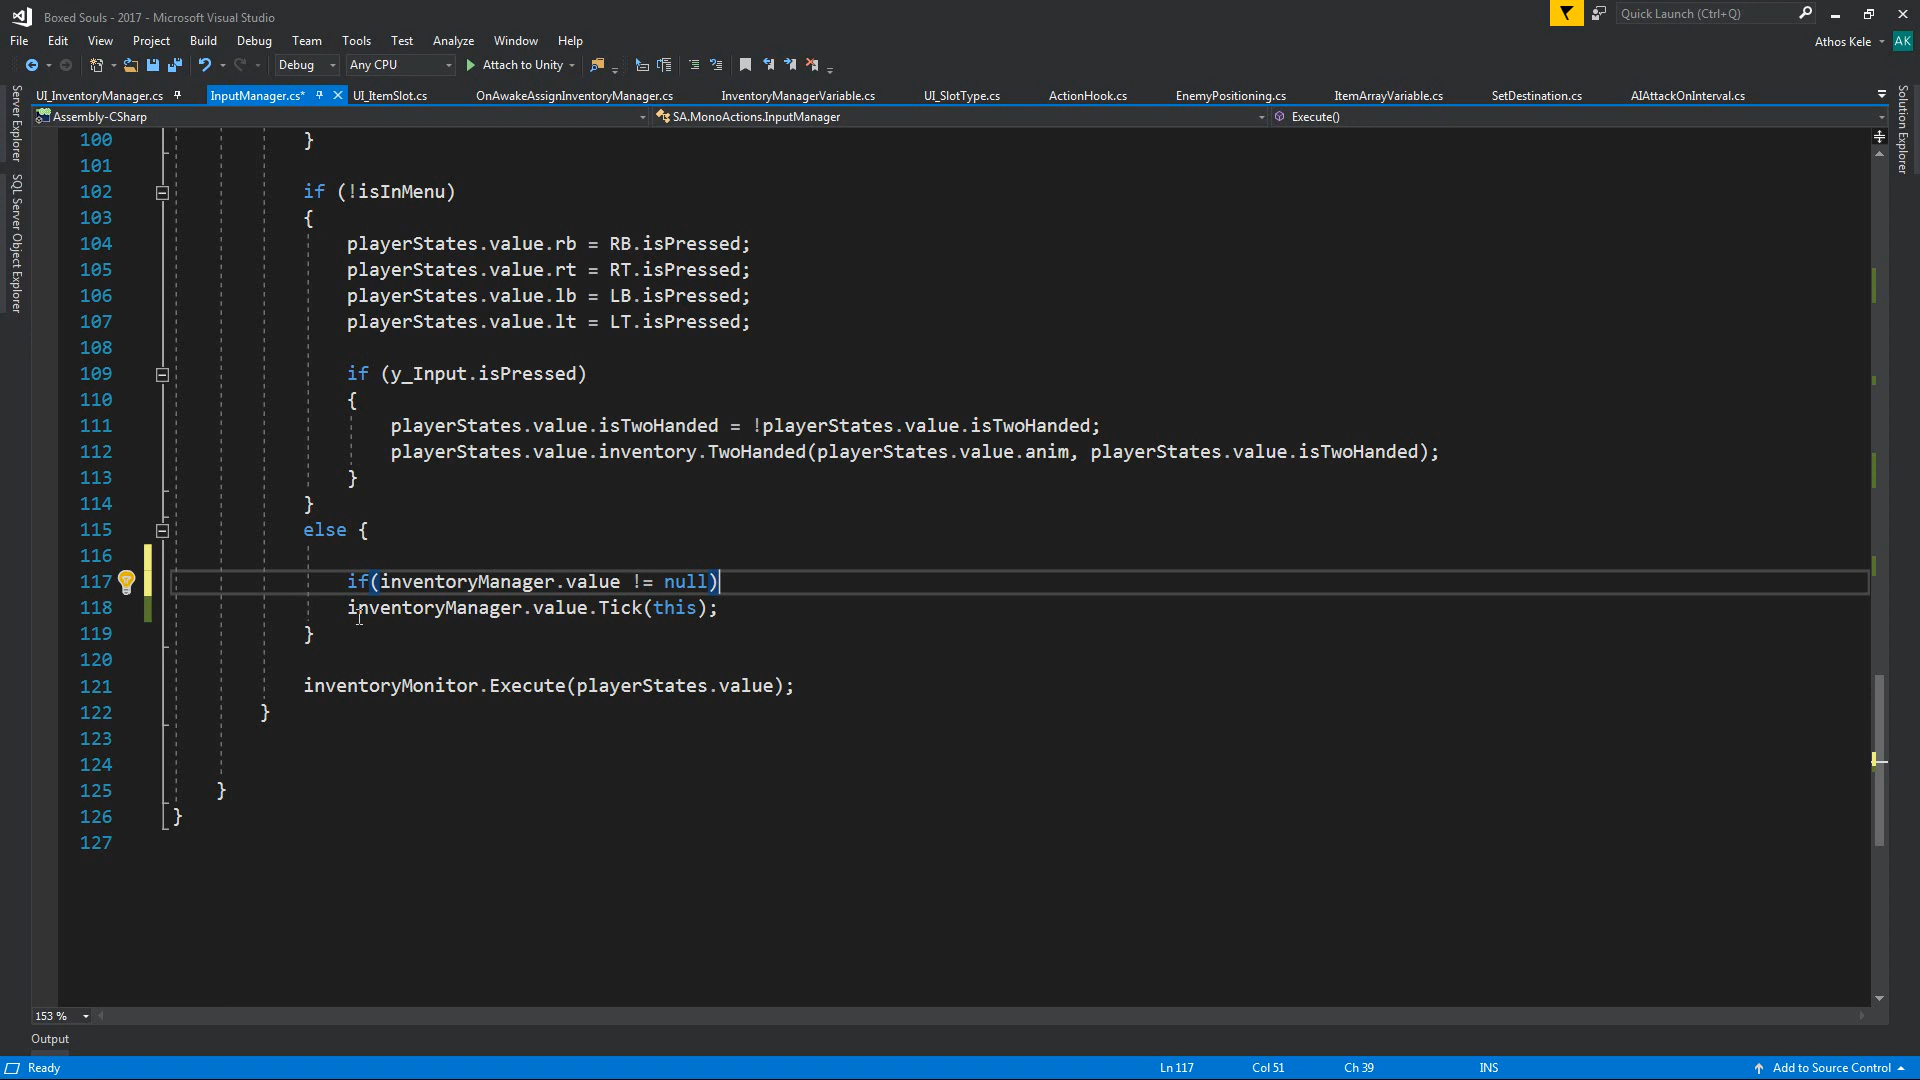 Boxed Souls - 2017 - Microsoft Visual Studio
Quick Launch (Ctrl+Q)
File Edit View Project Build Debug Team Tools Test Analyze Window Help
Athos Kele AK
Debug Any CPU Attach to Unity
UI_InventoryManager.cs InputManager.cs* UI_ItemSlot.cs OnAwakeAssignInventoryManager.cs InventoryManagerVariable.cs UI_SlotType.cs ActionHook.cs EnemyPositioning.cs ItemArrayVariable.cs SetDestination.cs AIAttackOnInterval.cs
Assembly-CSharp SA.MonoActions.InputManager Execute()
Server Explorer
SQL Server Object Explorer
Solution Explorer
100 }
101
102 if (!isInMenu)
103 {
104 playerStates.value.rb = RB.isPressed;
105 playerStates.value.rt = RT.isPressed;
106 playerStates.value.lb = LB.isPressed;
107 playerStates.value.lt = LT.isPressed;
108
109 if (y_Input.isPressed)
110 {
111 playerStates.value.isTwoHanded = !playerStates.value.isTwoHanded;
112 playerStates.value.inventory.TwoHanded(playerStates.value.anim, playerStates.value.isTwoHanded);
113 }
114 }
115 else {
116
117 if(inventoryManager.value != null)
118 inventoryManager.value.Tick(this);
119 }
120
121 inventoryMonitor.Execute(playerStates.value);
122 }
123
124
125 }
126 }
127
153 %
Output
Ready Ln 117 Col 51 Ch 39 INS Add to Source Control